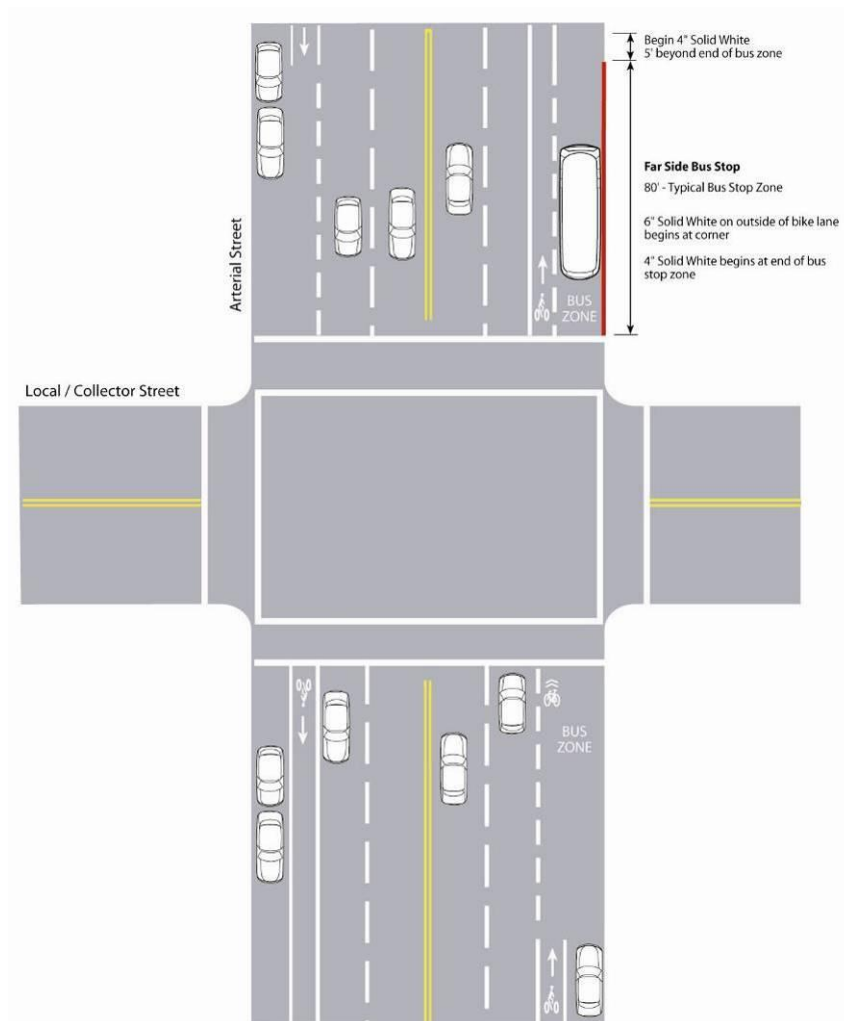 Begin 4" Solid White
5' beyond end of bus zone
Far Side Bus Stop
80' - Typical Bus Stop Zone
6" Solid White on outside of bike lane
begins at corner
4" Solid White begins at end of bus
stop zone
Arterial Street
BUS
ZONE
Local / Collector Street
BUS
ZONE